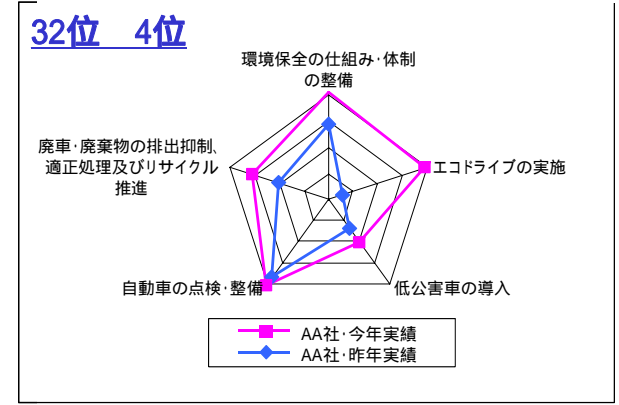 32位　4位
環境保全の仕組み･体制
の整備
廃車･廃棄物の排出抑制、
適正処理及びリサイクル
推進
エコドライブの実施
自動車の点検･整備
低公害車の導入
AA社･今年実績
AA社･昨年実績